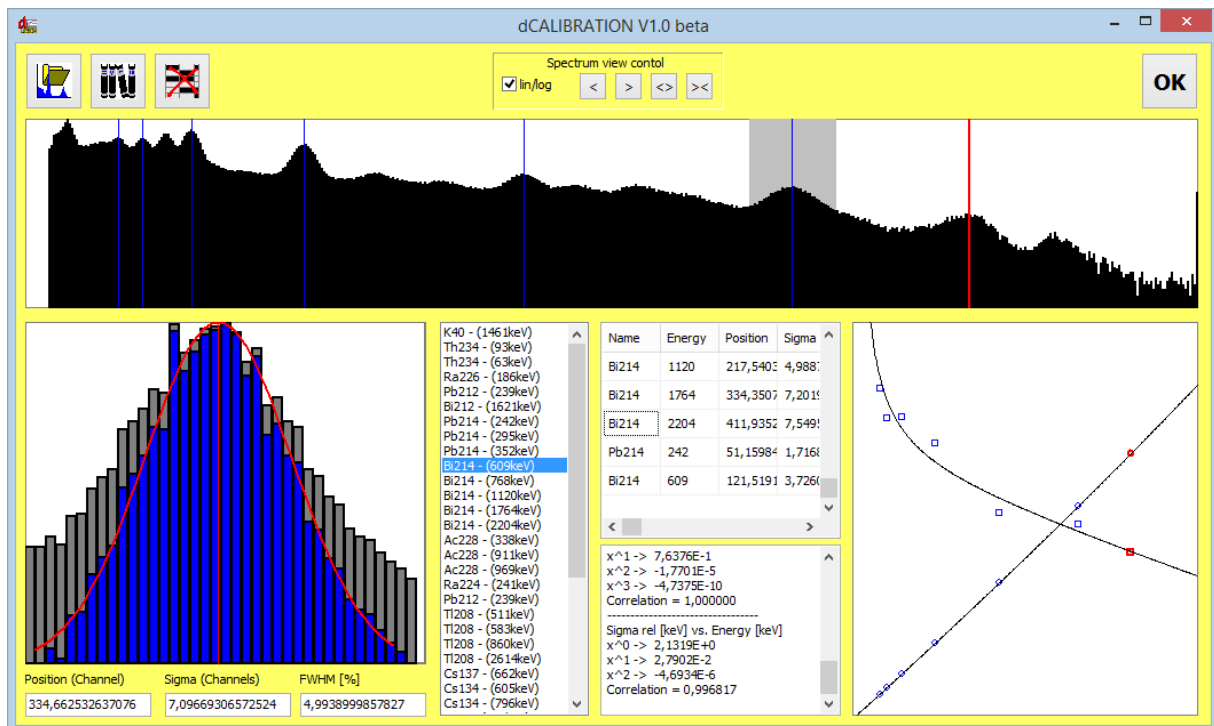 dCALIBRATION V1.0 beta
Spectrum view contol
lin/log
<
>
<>
><
OK
K40 - (1461keV)
Th234 - (93keV)
Th234 - (63keV)
Ra226 - (186keV)
Pb212 - (239keV)
Bi212 - (1621keV)
Pb214 - (242keV)
Pb214 - (295keV)
Pb214 - (352keV)
Bi214 - (609keV)
Bi214 - (768keV)
Bi214 - (1120keV)
Bi214 - (1764keV)
Bi214 - (2204keV)
Ac228 - (338keV)
Ac228 - (911keV)
Ac228 - (969keV)
Ra224 - (241keV)
Pb212 - (239keV)
Tl208 - (511keV)
Tl208 - (583keV)
Tl208 - (860keV)
Tl208 - (2614keV)
Cs137 - (662keV)
Cs134 - (605keV)
Cs134 - (796keV)
Name Energy Position Sigma
Bi214 1120 217,5403 4,9887
Bi214 1764 334,3507 7,2019
Bi214 2204 411,9352 7,5495
Pb214 242 51,15984 1,7168
Bi214 609 121,5191 3,7260
x^1 -> 7,6376E-1
x^2 -> -1,7701E-5
x^3 -> -4,7375E-10
Correlation = 1,000000
--------------------------------
Sigma rel [keV] vs. Energy [keV]
x^0 -> 2,1319E+0
x^1 -> 2,7902E-2
x^2 -> -4,6934E-6
Correlation = 0,996817
Position (Channel) Sigma (Channels) FWHM [%]
334,662532637076 7,09669306572524 4,9938999857827